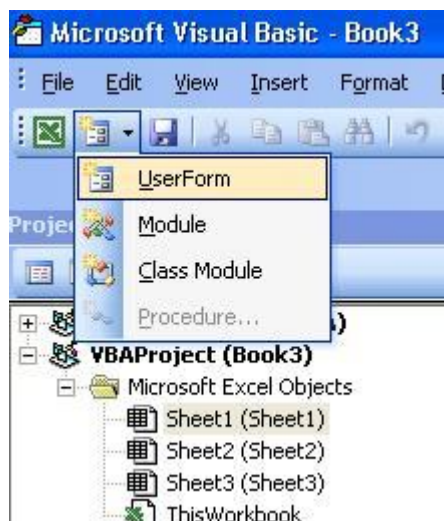 Microsoft Visual Basic - Book3
File Edit View Insert Format
UserForm
Module
Class Module
Procedure...
VBAProject (Book3)
Microsoft Excel Objects
Sheet1 (Sheet1)
Sheet2 (Sheet2)
Sheet3 (Sheet3)
ThisWorkbook